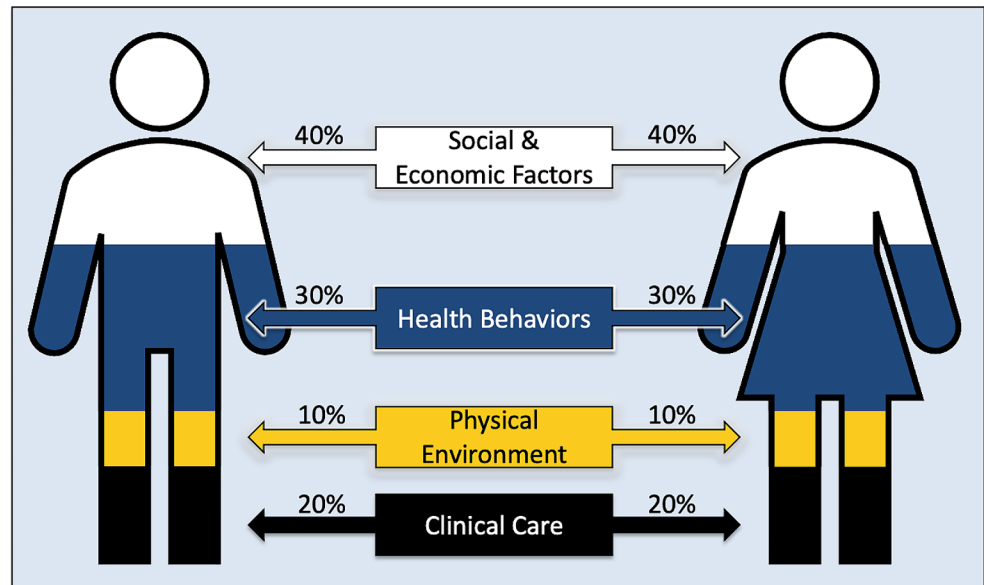 40%
Social &
Economic Factors
40%
30%
Health Behaviors
30%
10%
Physical
Environment
10%
20%
Clinical Care
20%